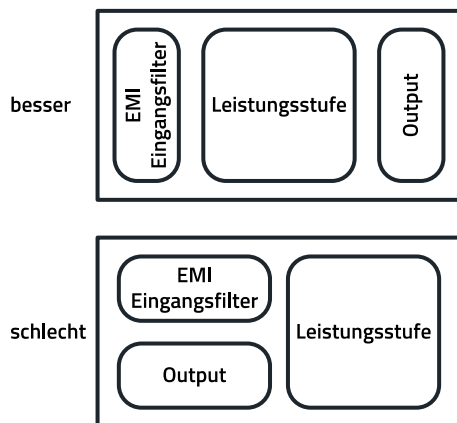 besser
EMI
Eingangsfilter
Leistungsstufe
Output
schlecht
EMI
Eingangsfilter
Output
Leistungsstufe